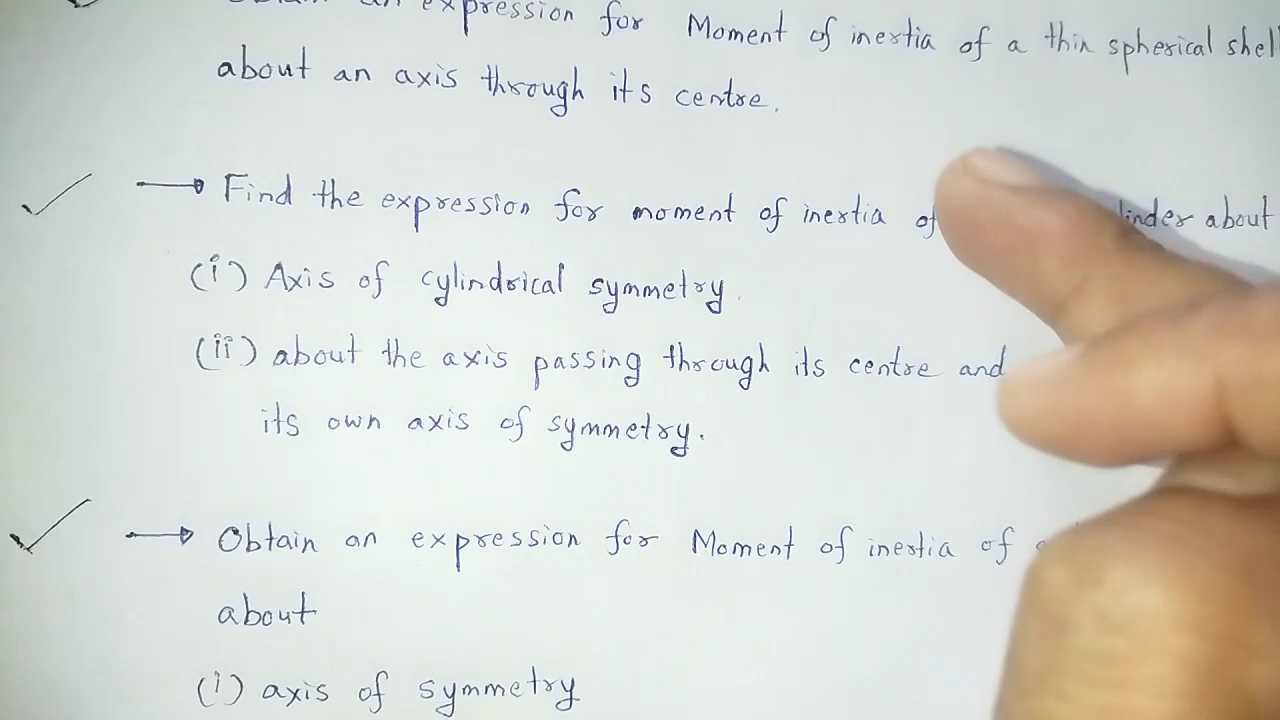 expression for Moment of inertia of a thin spherical shell
about an axis through its centre.
→ Find the expression for moment of inertia of about
(i) Axis of cylindrical symmetry.
(ii) about the axis passing through its centre and
its own axis of symmetry.
→ Obtain an expression for Moment of inertia of
about
(i) axis of symmetry